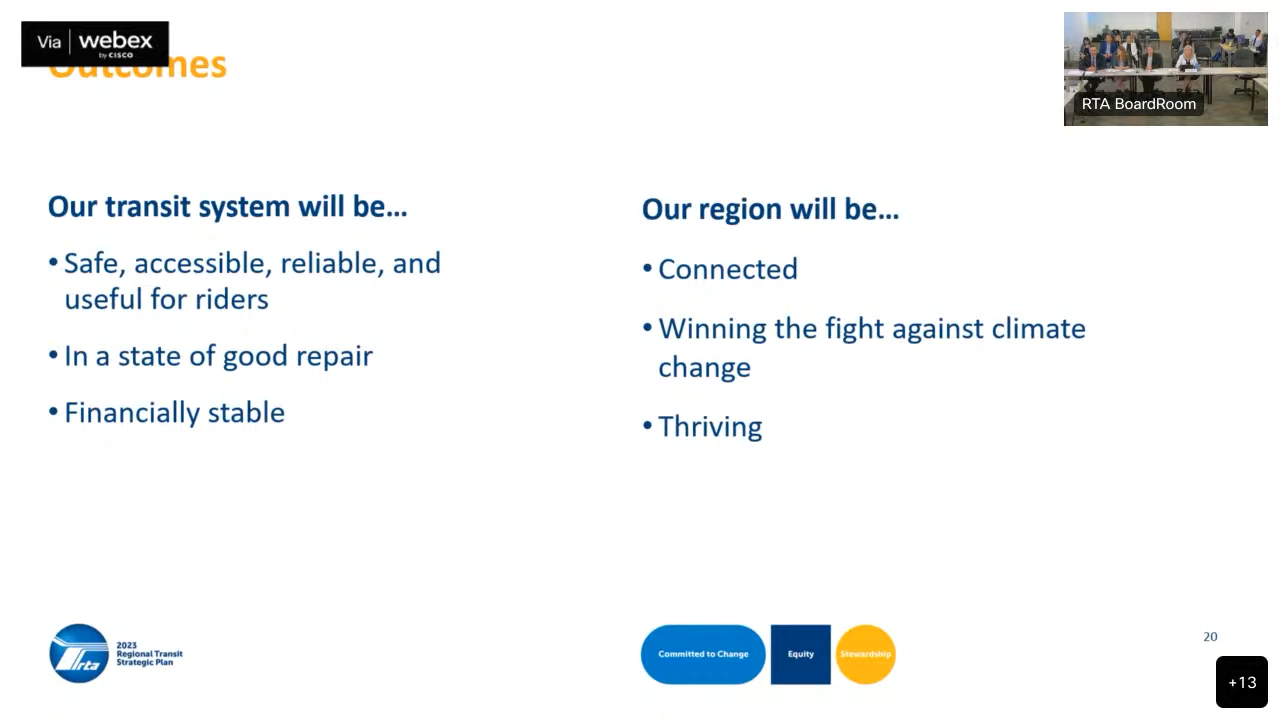 Via webex
by CISCO
Outcomes
RTA BoardRoom
Our transit system will be...
• Safe, accessible, reliable, and
useful for riders
• In a state of good repair
• Financially stable
Our region will be...
• Connected
• Winning the fight against climate
change
• Thriving
rta
2023
Regional Transit
Strategic Plan
Committed to Change
Equity
Stewardship
20
+13